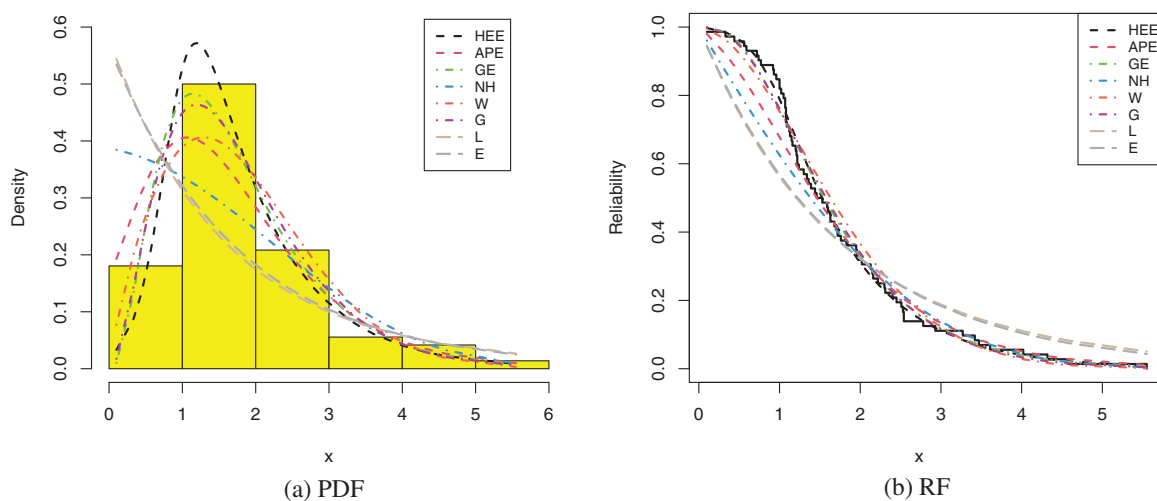 0.0 0.1 0.2 0.3 0.4 0.5 0.6
Density
HEE
APE
GE
NH
W
G
L
E
0 1 2 3 4 5 6
x
(a) PDF
0.0 0.2 0.4 0.6 0.8 1.0
Reliability
HEE
APE
GE
NH
W
G
L
E
0 1 2 3 4 5
x
(b) RF